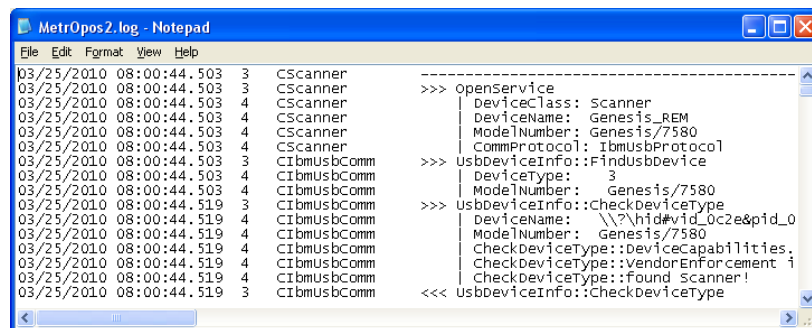 MetrOpos2.log - Notepad
File Edit Format View Help
03/25/2010 08:00:44.503 3 CScanner -----------------------------------------
03/25/2010 08:00:44.503 3 CScanner >>> OpenService
03/25/2010 08:00:44.503 4 CScanner | DeviceClass: Scanner
03/25/2010 08:00:44.503 4 CScanner | DeviceName: Genesis_REM
03/25/2010 08:00:44.503 4 CScanner | ModelNumber: Genesis/7580
03/25/2010 08:00:44.503 4 CScanner | CommProtocol: IbmUsbProtocol
03/25/2010 08:00:44.503 3 CIbmUsbComm >>> UsbDeviceInfo::FindUsbDevice
03/25/2010 08:00:44.503 4 CIbmUsbComm | DeviceType: 3
03/25/2010 08:00:44.503 4 CIbmUsbComm | ModelNumber: Genesis/7580
03/25/2010 08:00:44.519 3 CIbmUsbComm >>> UsbDeviceInfo::CheckDeviceType
03/25/2010 08:00:44.519 4 CIbmUsbComm | DeviceName: \\?\hid#vid_0c2e&pid_0
03/25/2010 08:00:44.519 4 CIbmUsbComm | ModelNumber: Genesis/7580
03/25/2010 08:00:44.519 4 CIbmUsbComm | CheckDeviceType::DeviceCapabilities.
03/25/2010 08:00:44.519 4 CIbmUsbComm | CheckDeviceType::VendorEnforcement i
03/25/2010 08:00:44.519 4 CIbmUsbComm | CheckDeviceType::found Scanner!
03/25/2010 08:00:44.519 3 CIbmUsbComm <<< UsbDeviceInfo::CheckDeviceType